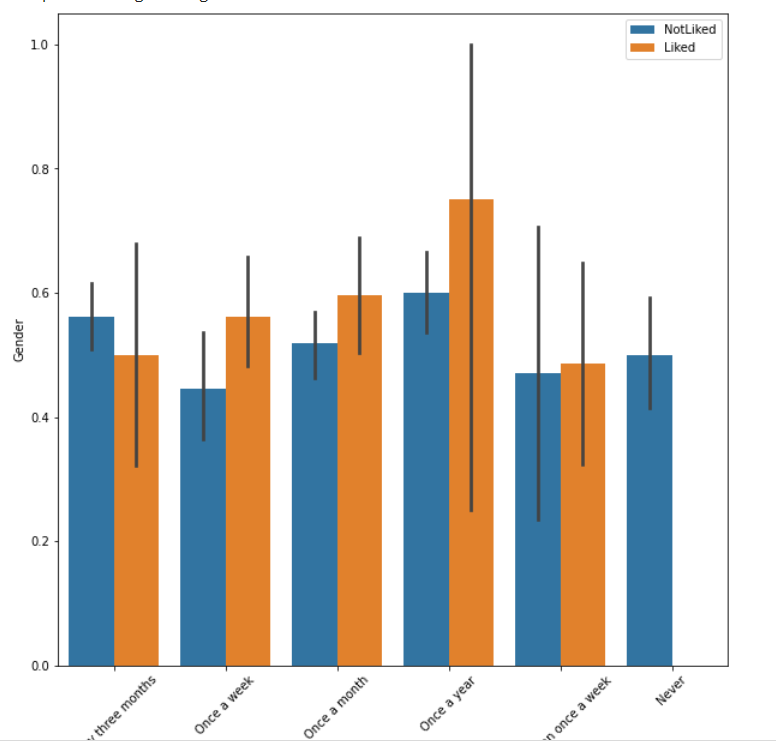 NotLiked
Liked
1.0
0.8
0.6
0.4
0.2
0.0
Gender
three months
Once a week
Once a month
Once a year
once a week
Never